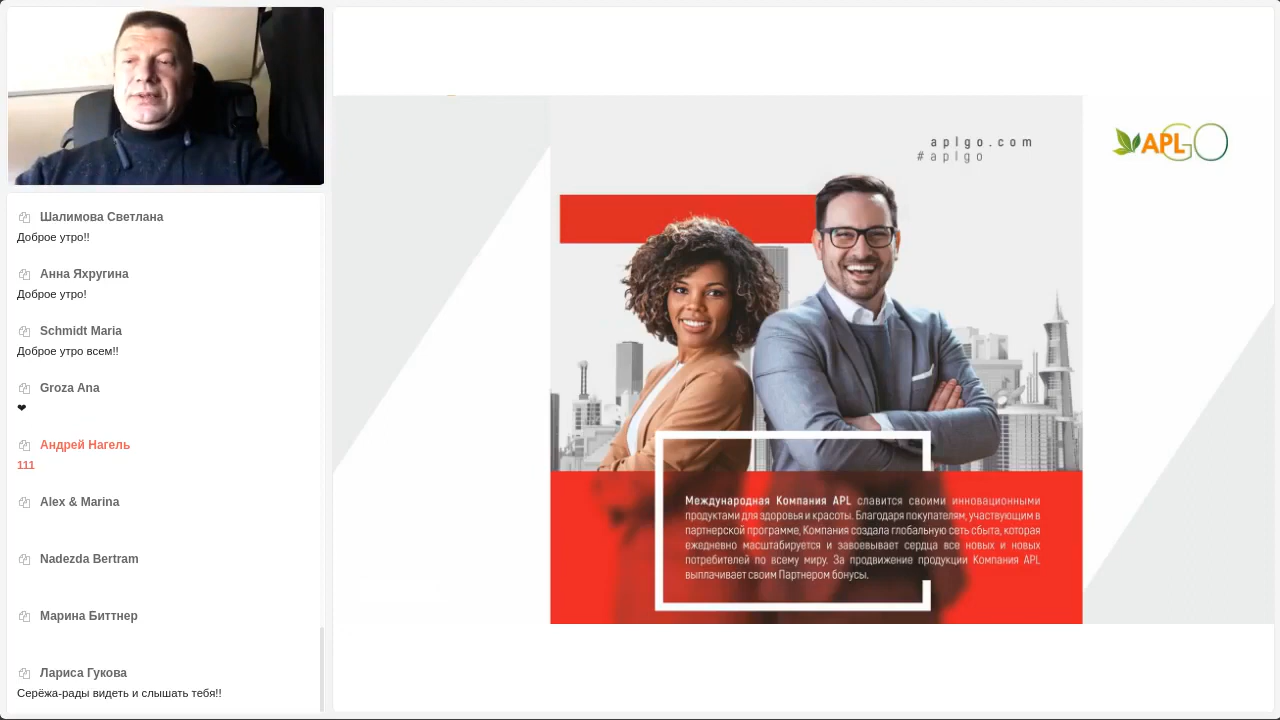 Шалимова Светлана
Доброе утро!!
Анна Яхругина
Доброе утро!
Schmidt Maria
Доброе утро всем!!
Groza Ana
❤
Андрей Нагель
111
Alex & Marina
Nadezda Bertram
Марина Биттнер
Лариса Гукова
Серёжа-рады видеть и слышать тебя!!
aplgo.com
#aplgo
APLGO
Международная Компания APL славится своими инновационными
продуктами для здоровья и красоты. Благодаря покупателям, участвующим в
партнерской программе, Компания создала глобальную сеть сбыта, которая
ежедневно масштабируется и завоевывает сердца все новых и новых
потребителей по всему миру. За продвижение продукции Компания APL
выплачивает своим Партнером бонусы.